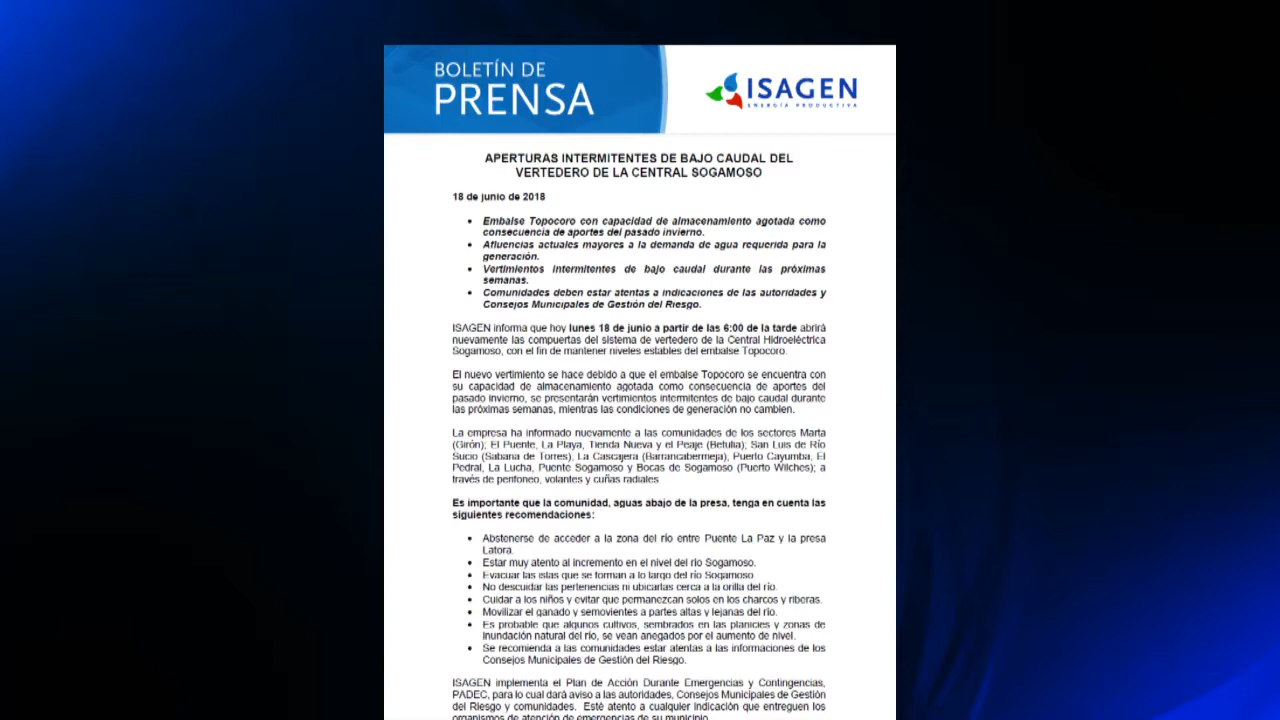 BOLETÍN DE
PRENSA
ISAGEN
ENERGÍA PRODUCTIVA
APERTURAS INTERMITENTES DE BAJO CAUDAL DEL
VERTEDERO DE LA CENTRAL SOGAMOSO
18 de junio de 2018
• Embalse Topocoro con capacidad de almacenamiento agotada como
consecuencia de aportes del pasado invierno.
• Afluencias actuales mayores a la demanda de agua requerida para la
generación.
• Vertimientos intermitentes de bajo caudal durante las próximas
semanas.
• Comunidades deben estar atentas a indicaciones de las autoridades y
Consejos Municipales de Gestión del Riesgo.
ISAGEN informa que hoy lunes 18 de junio a partir de las 6:00 de la tarde abrirá
nuevamente las compuertas del sistema de vertedero de la Central Hidroeléctrica
Sogamoso, con el fin de mantener niveles estables del embalse Topocoro.
El nuevo vertimiento se hace debido a que el embalse Topocoro se encuentra con
su capacidad de almacenamiento agotada como consecuencia de aportes del
pasado invierno, se presentarán vertimientos intermitentes de bajo caudal durante
las próximas semanas, mientras las condiciones de generación no cambien.
La empresa ha informado nuevamente a las comunidades de los sectores Marta
(Girón); El Puente, La Playa, Tienda Nueva y el Peaje (Betulia); San Luis de Río
Sucio (Sabana de Torres); La Cascajera (Barrancabermeja), Puerto Cayumba, El
Pedral, La Lucha, Puente Sogamoso y Bocas de Sogamoso (Puerto Wilches); a
través de perifoneo, volantes y cuñas radiales.
Es importante que la comunidad, aguas abajo de la presa, tenga en cuenta las
siguientes recomendaciones:
• Abstenerse de acceder a la zona del río entre Puente La Paz y la presa
Latora.
• Estar muy atento al incremento en el nivel del río Sogamoso.
• Evacuar las islas que se forman a lo largo del río Sogamoso
• No descuidar las pertenencias ni ubicarlas cerca a la orilla del río.
• Cuidar a los niños y evitar que permanezcan solos en los charcos y riberas.
• Movilizar el ganado y semovientes a partes altas y lejanas del río.
• Es probable que algunos cultivos, sembrados en las planicies y zonas de
inundación natural del río, se vean anegados por el aumento de nivel.
• Se recomienda a las comunidades estar atentas a las informaciones de los
Consejos Municipales de Gestión del Riesgo.
ISAGEN implementa el Plan de Acción Durante Emergencias y Contingencias,
PADEC, para lo cual dará aviso a las autoridades, Consejos Municipales de Gestión
del Riesgo y comunidades. Esté atento a cualquier indicación que entreguen los
organismos de atención de emergencias de su municipio.